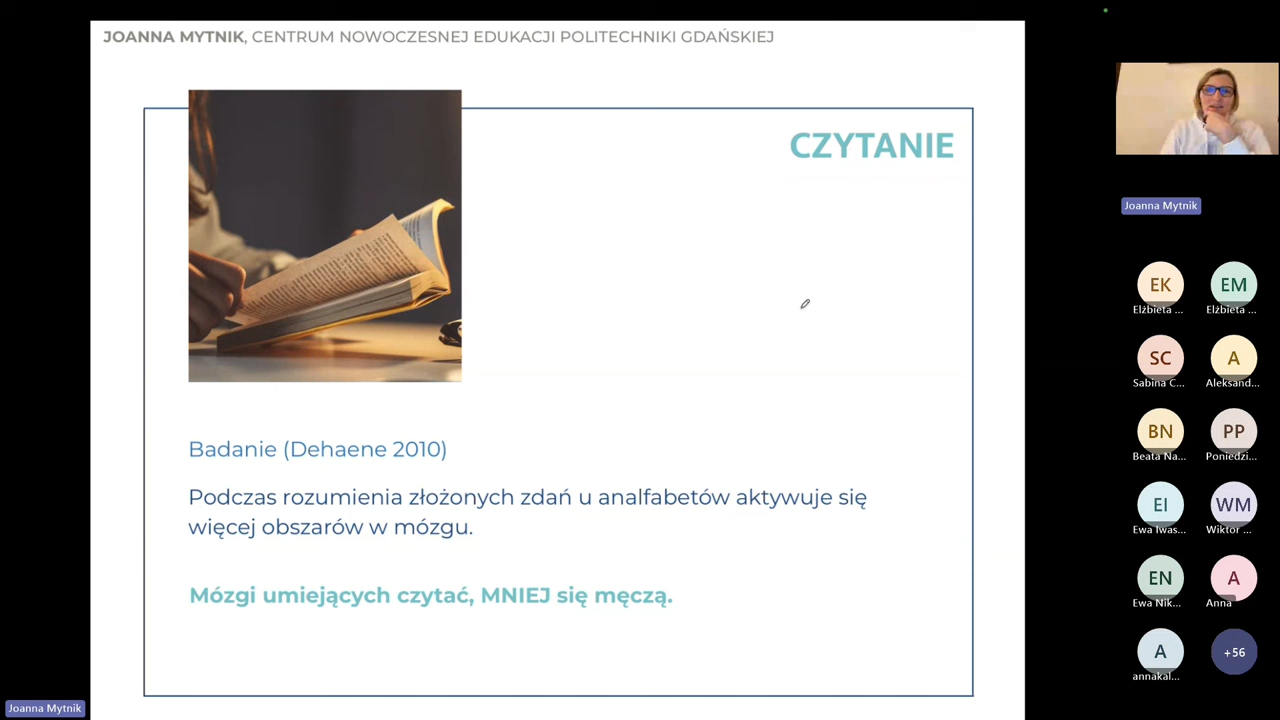 JOANNA MYTNIK, CENTRUM NOWOCZESNEJ EDUKACJI POLITECHNIKI GDAŃSKIEJ
CZYTANIE
Badanie (Dehaene 2010)
Podczas rozumienia złożonych zdań u analfabetów aktywuje się
więcej obszarów w mózgu.
Mózgi umiejących czytać, MNIEJ się męczą.
Joanna Mytnik
Joanna Mytnik
EK
EM
Elżbieta ...
Elżbieta ...
SC
A
Sabina C...
Aleksand...
BN
PP
Beata Na...
Poniedzi...
EI
WM
Ewa Iwas...
Wiktor ...
EN
A
Ewa Nik...
Anna
A
+56
annakal...